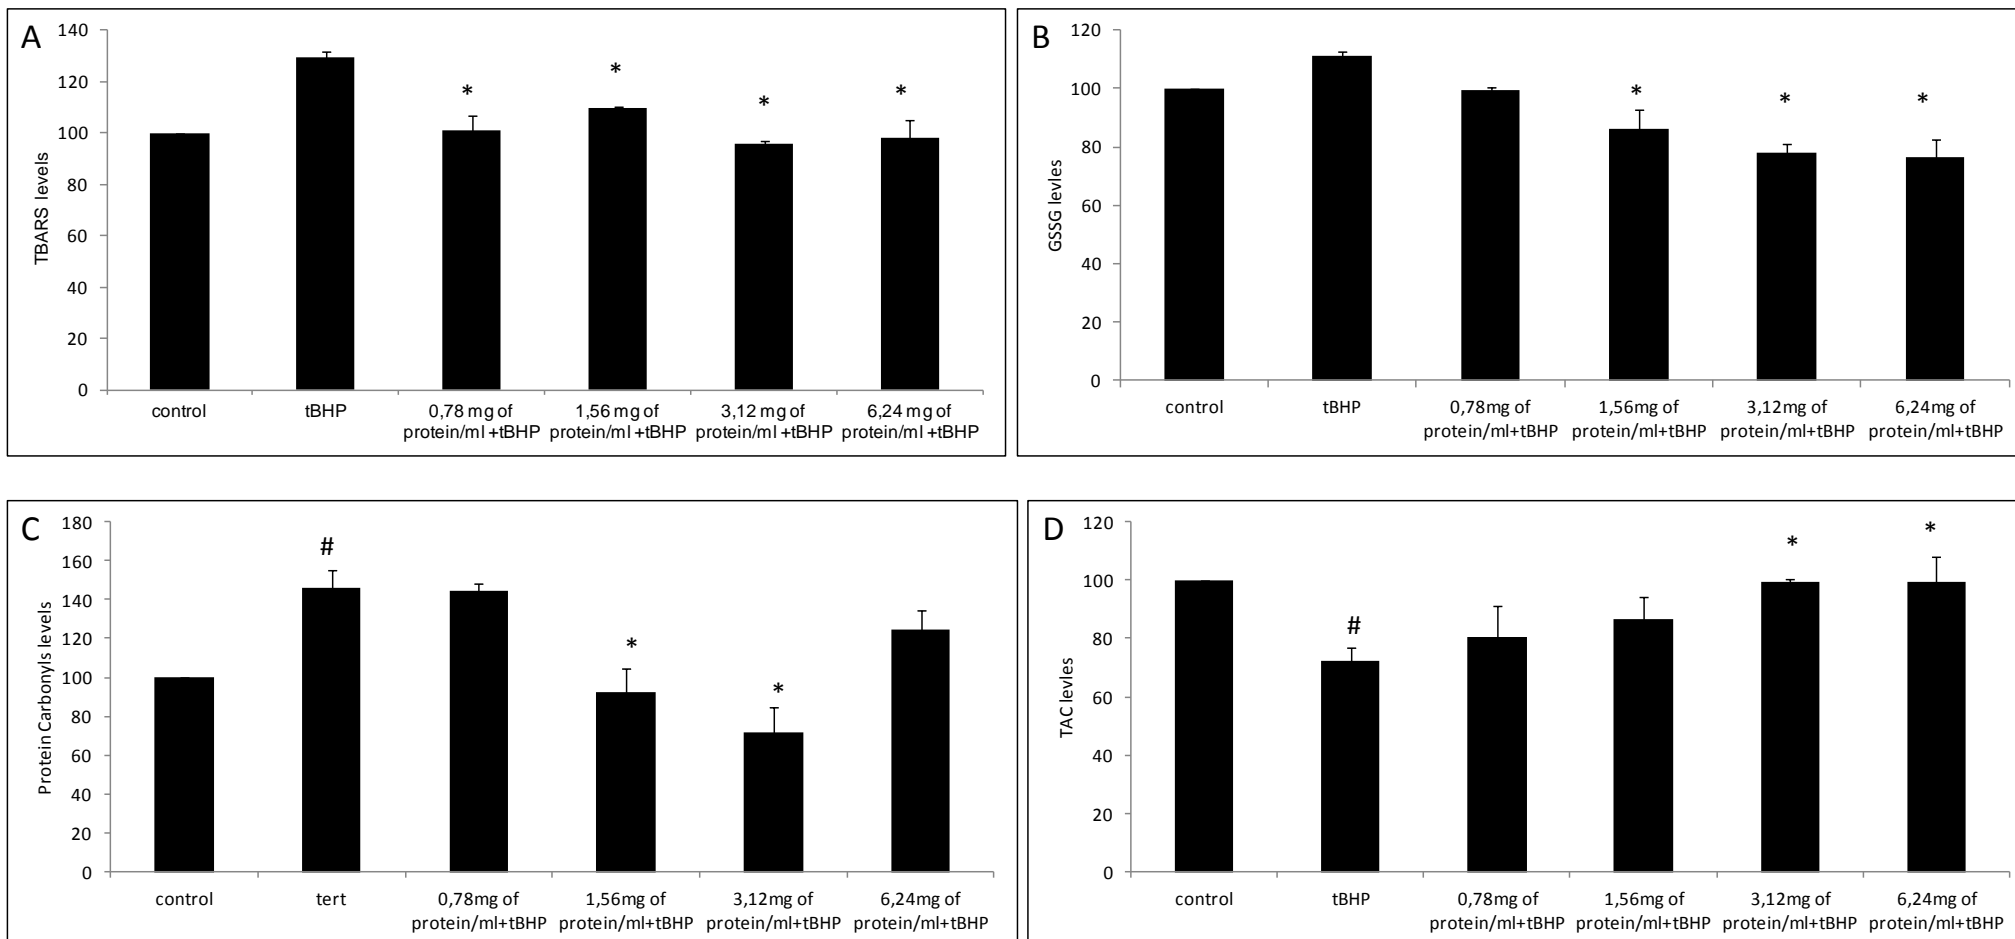 A
TBARS levels
140
120
100
80
60
40
20
0
*
*
*
*
control
tBHP
0,78 mg of
protein/ml +tBHP
1,56 mg of
protein/ml +tBHP
3,12 mg of
protein/ml +tBHP
6,24 mg of
protein/ml +tBHP
B
GSSG levles
120
100
80
60
40
20
0
*
*
*
control
tBHP
0,78mg of
protein/ml+tBHP
1,56mg of
protein/ml+tBHP
3,12mg of
protein/ml+tBHP
6,24mg of
protein/ml+tBHP
C
Protein Carbonyls levels
180
160
140
120
100
80
60
40
20
0
#
*
*
control
tert
0,78mg of
protein/ml+tBHP
1,56mg of
protein/ml+tBHP
3,12mg of
protein/ml+tBHP
6,24mg of
protein/ml+tBHP
D
TAC levles
120
100
80
60
40
20
0
#
*
*
control
tBHP
0,78mg of
protein/ml+tBHP
1,56mg of
protein/ml+tBHP
3,12mg of
protein/ml+tBHP
6,24mg of
protein/ml+tBHP